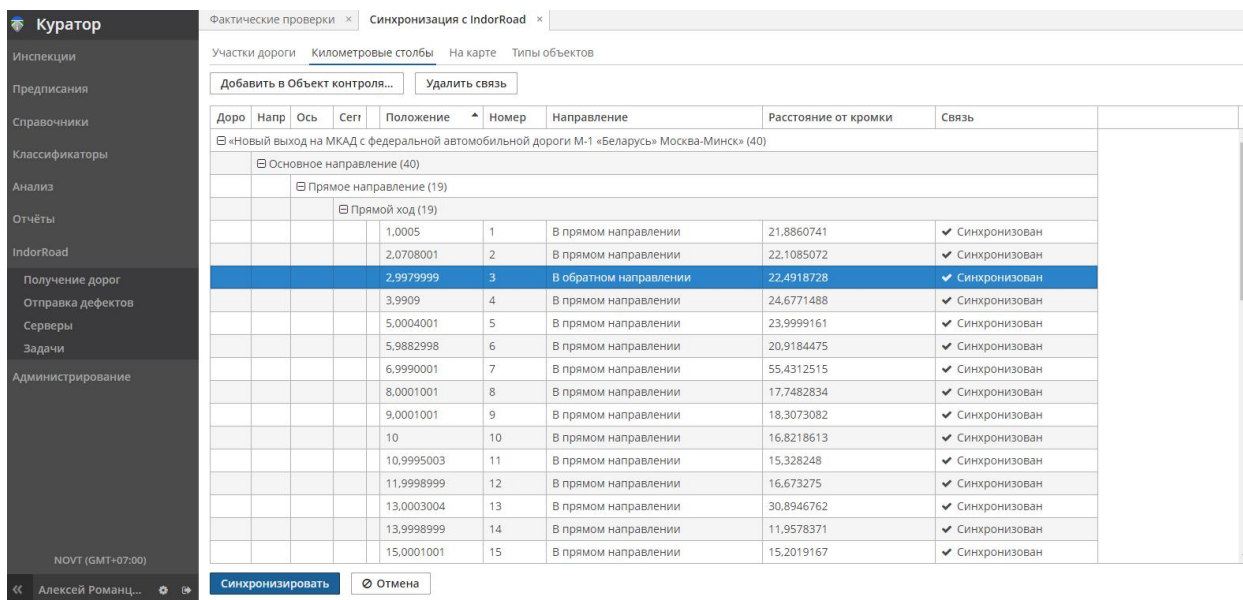 Куратор
Инспекции
Предписания
Справочники
Классификаторы
Анализ
Отчёты
IndorRoad
Получение дорог
Отправка дефектов
Серверы
Задачи
Администрирование
NOVT (GMT+07:00)
Алексей Романц...
Фактические проверки × Синхронизация с IndorRoad ×
Участки дороги Километровые столбы На карте Типы объектов
Добавить в Объект контроля... Удалить связь
Доро Напр Ось Сегг Положение Номер Направление Расстояние от кромки Связь
«Новый выход на МКАД с федеральной автомобильной дороги М-1 «Беларусь» Москва-Минск» (40)
Основное направление (40)
Прямое направление (19)
Прямой ход (19)
1,0005 1 В прямом направлении 21,8860741 Синхронизован
2,0708001 2 В прямом направлении 22,1085072 Синхронизован
2,9979999 3 В обратном направлении 22,4918728 Синхронизован
3,9909 4 В прямом направлении 24,6771488 Синхронизован
5,0004001 5 В прямом направлении 23,9999161 Синхронизован
5,9882998 6 В прямом направлении 20,9184475 Синхронизован
6,9990001 7 В прямом направлении 55,4312515 Синхронизован
8,0001001 8 В прямом направлении 17,7482834 Синхронизован
9,0001001 9 В прямом направлении 18,3073082 Синхронизован
10 10 В прямом направлении 16,8218613 Синхронизован
10,9995003 11 В прямом направлении 15,328248 Синхронизован
11,9998999 12 В прямом направлении 16,673275 Синхронизован
13,0003004 13 В прямом направлении 30,8946762 Синхронизован
13,9998999 14 В прямом направлении 11,9578371 Синхронизован
15,0001001 15 В прямом направлении 15,2019167 Синхронизован
Синхронизировать Отмена